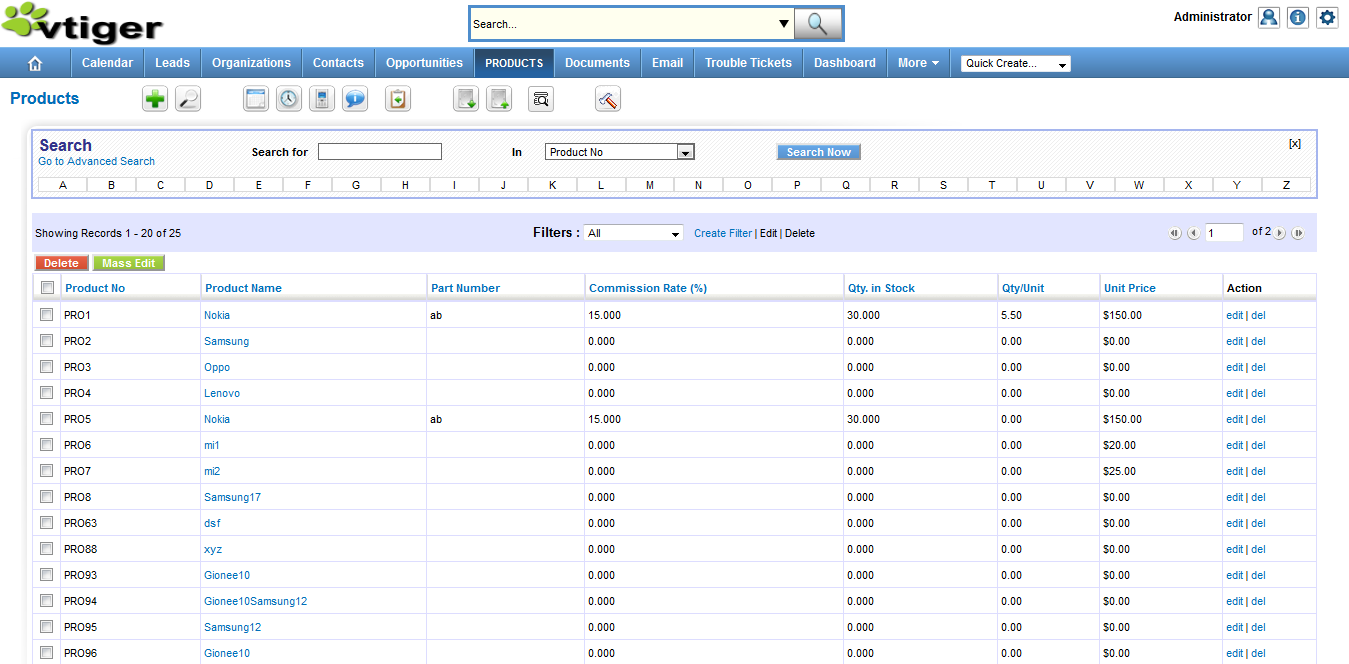 vtiger
Search...
Administrator
Calendar Leads Organizations Contacts Opportunities PRODUCTS Documents Email Trouble Tickets Dashboard More Quick Create...
Products
Search
Go to Advanced Search
Search for In Product No Search Now [x]
A B C D E F G H I J K L M N O P Q R S T U V W X Y Z
Showing Records 1 - 20 of 25 Filters : All Create Filter | Edit | Delete 1 of 2
Delete Mass Edit
Product No Product Name Part Number Commission Rate (%) Qty. in Stock Qty/Unit Unit Price Action
PRO1 Nokia ab 15.000 30.000 5.50 $150.00 edit | del
PRO2 Samsung 0.000 0.000 0.00 $0.00 edit | del
PRO3 Oppo 0.000 0.000 0.00 $0.00 edit | del
PRO4 Lenovo 0.000 0.000 0.00 $0.00 edit | del
PRO5 Nokia ab 15.000 30.000 0.00 $150.00 edit | del
PRO6 mi1 0.000 0.000 0.00 $20.00 edit | del
PRO7 mi2 0.000 0.000 0.00 $25.00 edit | del
PRO8 Samsung17 0.000 0.000 0.00 $0.00 edit | del
PRO63 dsf 0.000 0.000 0.00 $0.00 edit | del
PRO88 xyz 0.000 0.000 0.00 $0.00 edit | del
PRO93 Gionee10 0.000 0.000 0.00 $0.00 edit | del
PRO94 Gionee10Samsung12 0.000 0.000 0.00 $0.00 edit | del
PRO95 Samsung12 0.000 0.000 0.00 $0.00 edit | del
PRO96 Gionee10 0.000 0.000 0.00 $0.00 edit | del